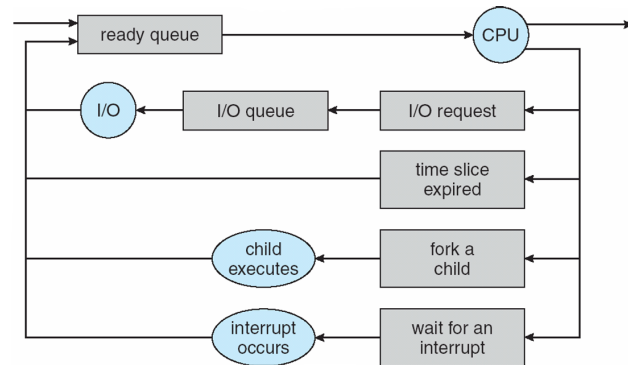 ready queue
CPU
I/O
I/O queue
I/O request
time slice
expired
child
executes
fork a
child
interrupt
occurs
wait for an
interrupt